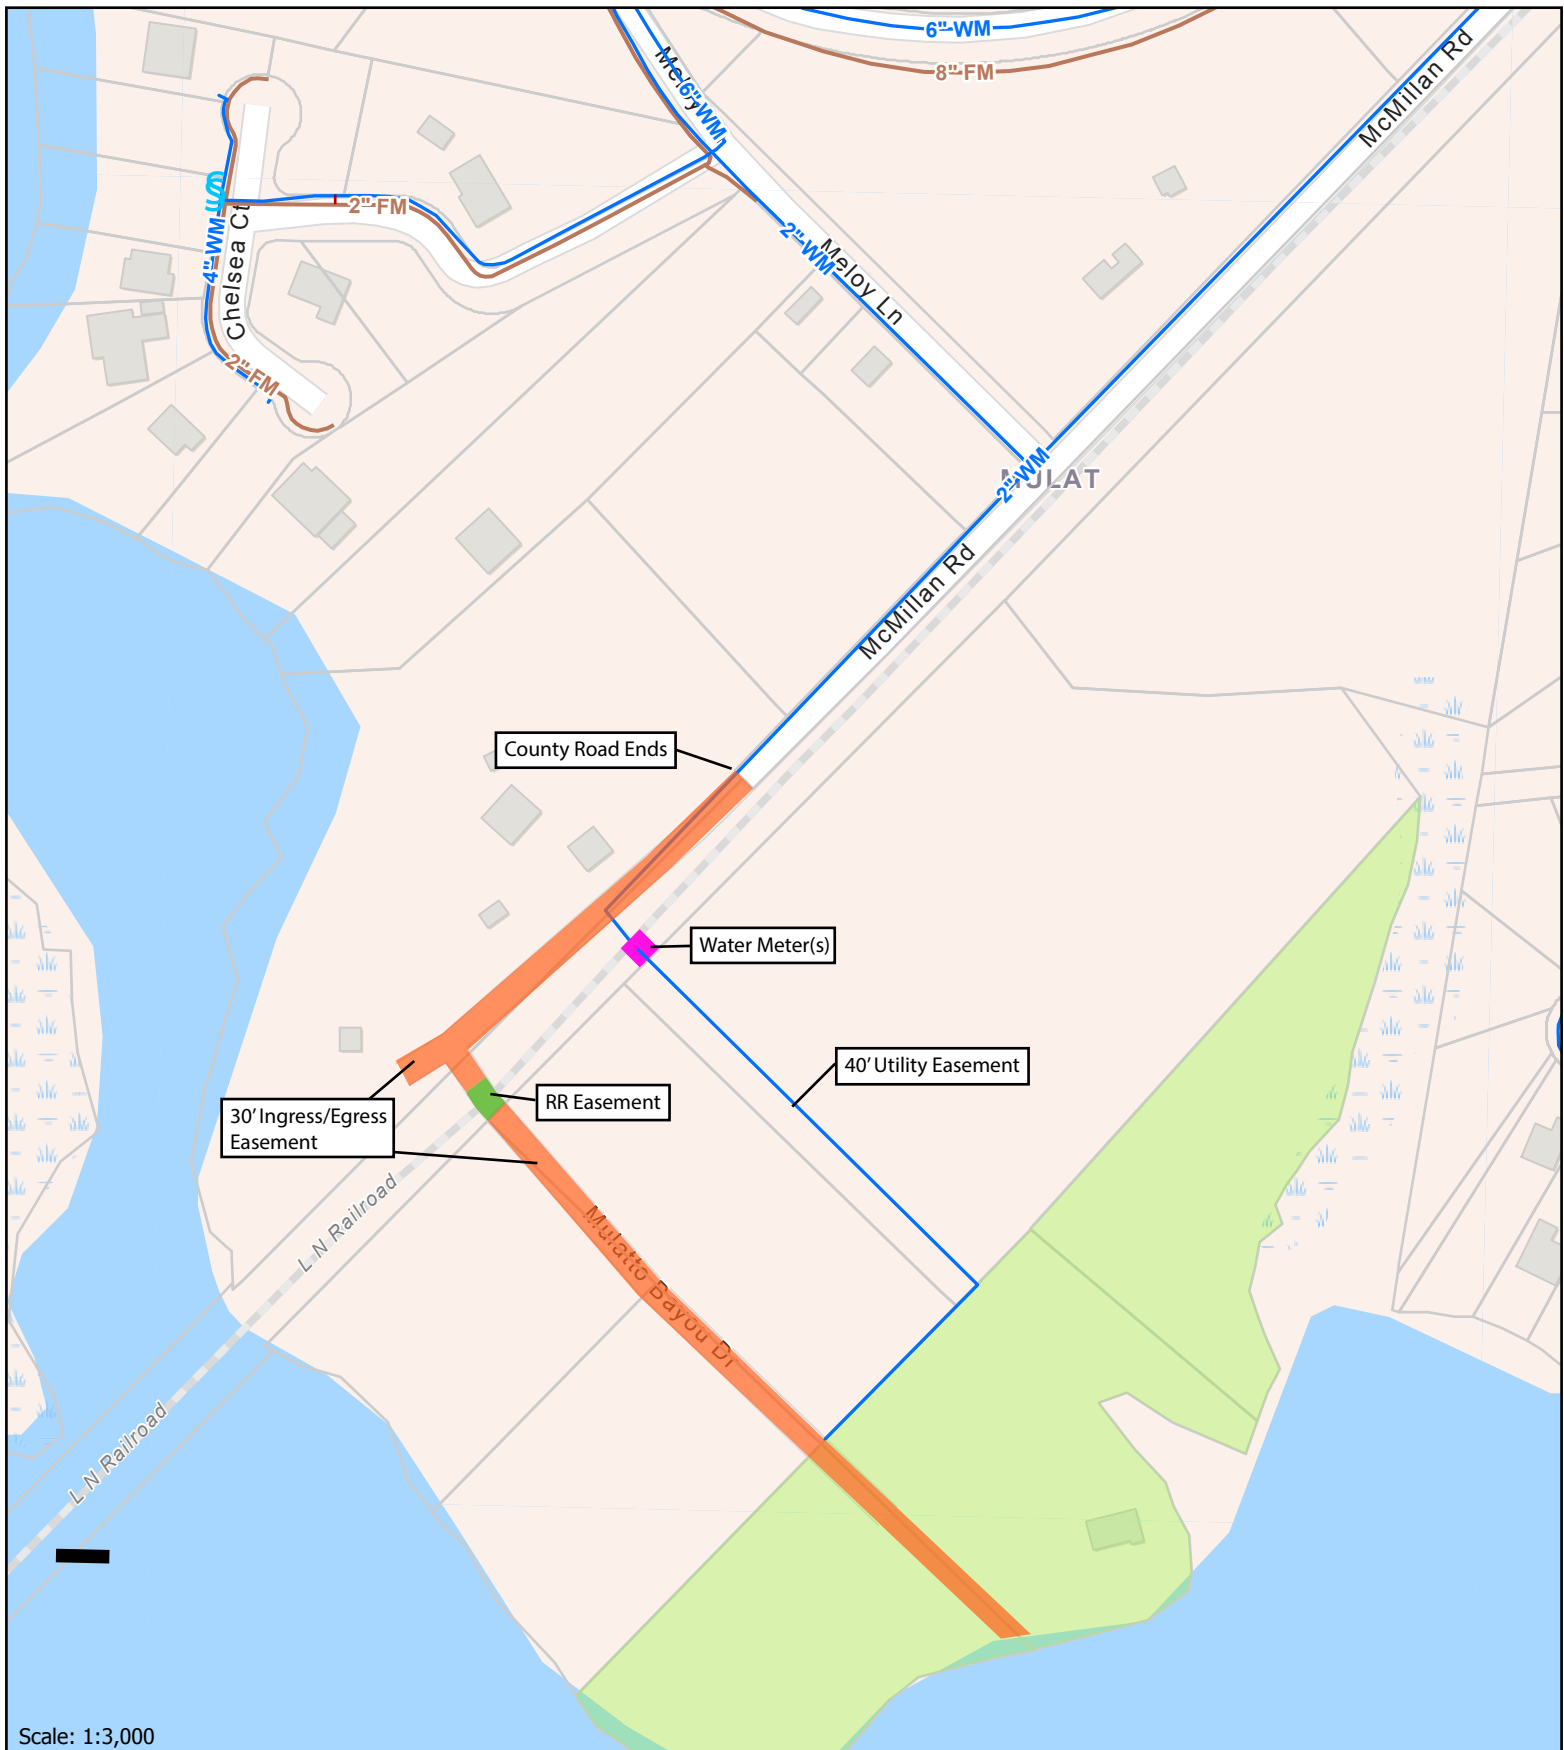 6"-WM
8"-FM
McMillan Rd
Meloy
6"-WM
2"-FM
4"-WM
Chelsea Ct
2"-WM
Meloy Ln
2"-FM
MULAT
2"-WM
McMillan Rd
County Road Ends
Water Meter(s)
40' Utility Easement
RR Easement
30' Ingress/Egress
Easement
L N Railroad
Mulatto Bayou Dr
L N Railroad
Scale: 1:3,000